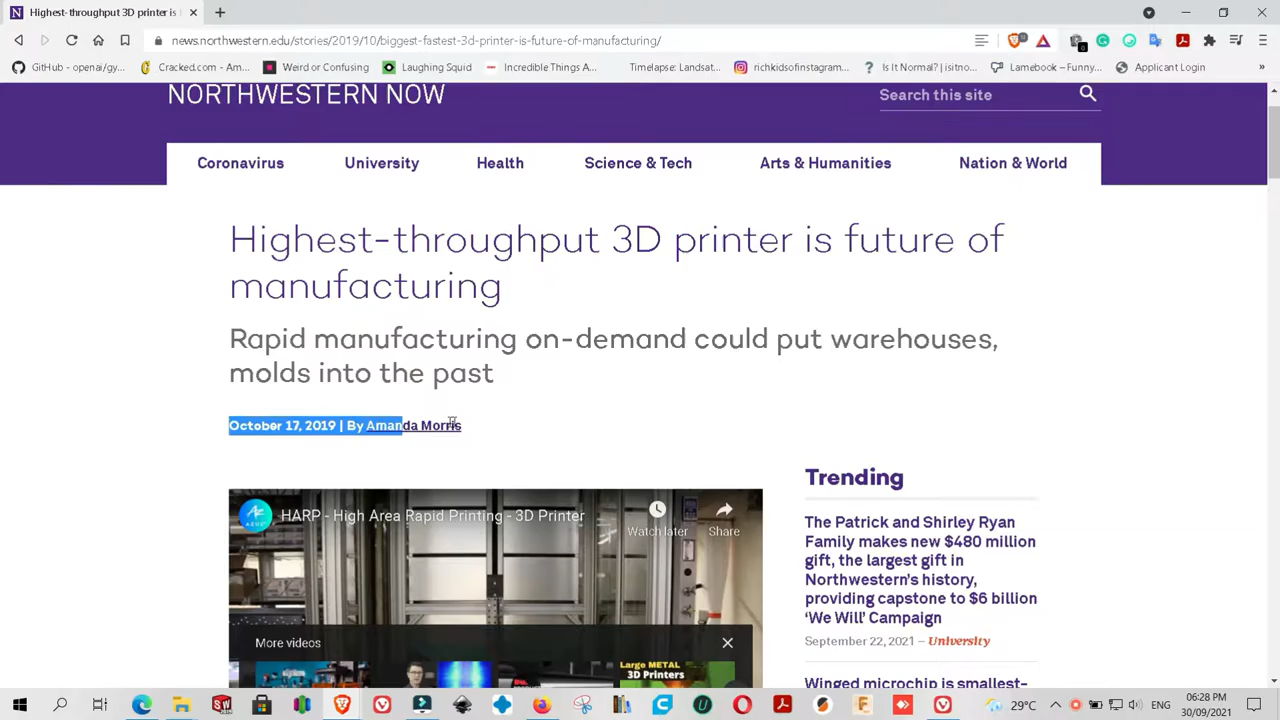 Highest-throughput 3D printer is
news.northwestern.edu/stories/2019/10/biggest-fastest-3d-printer-is-future-of-manufacturing/
GitHub - openai/gy...
Cracked.com - Am...
Weird or Confusing
Laughing Squid
Incredible Things A...
Timelapse: Landsat...
richkidsofinstagram...
Is It Normal? | isitno...
Lamebook – Funny...
Applicant Login
NORTHWESTERN NOW
Search this site
Coronavirus
University
Health
Science & Tech
Arts & Humanities
Nation & World
Highest-throughput 3D printer is future of
manufacturing
Rapid manufacturing on-demand could put warehouses,
molds into the past
October 17, 2019 | By Amanda Morris
HARP - High Area Rapid Printing - 3D Printer
Watch later
Share
More videos
Large METAL
3D Printers
Trending
The Patrick and Shirley Ryan
Family makes new $480 million
gift, the largest gift in
Northwestern's history,
providing capstone to $6 billion
'We Will' Campaign
September 22, 2021 – University
Winged microchip is smallest-
29°C
ENG
06:28 PM
30/09/2021